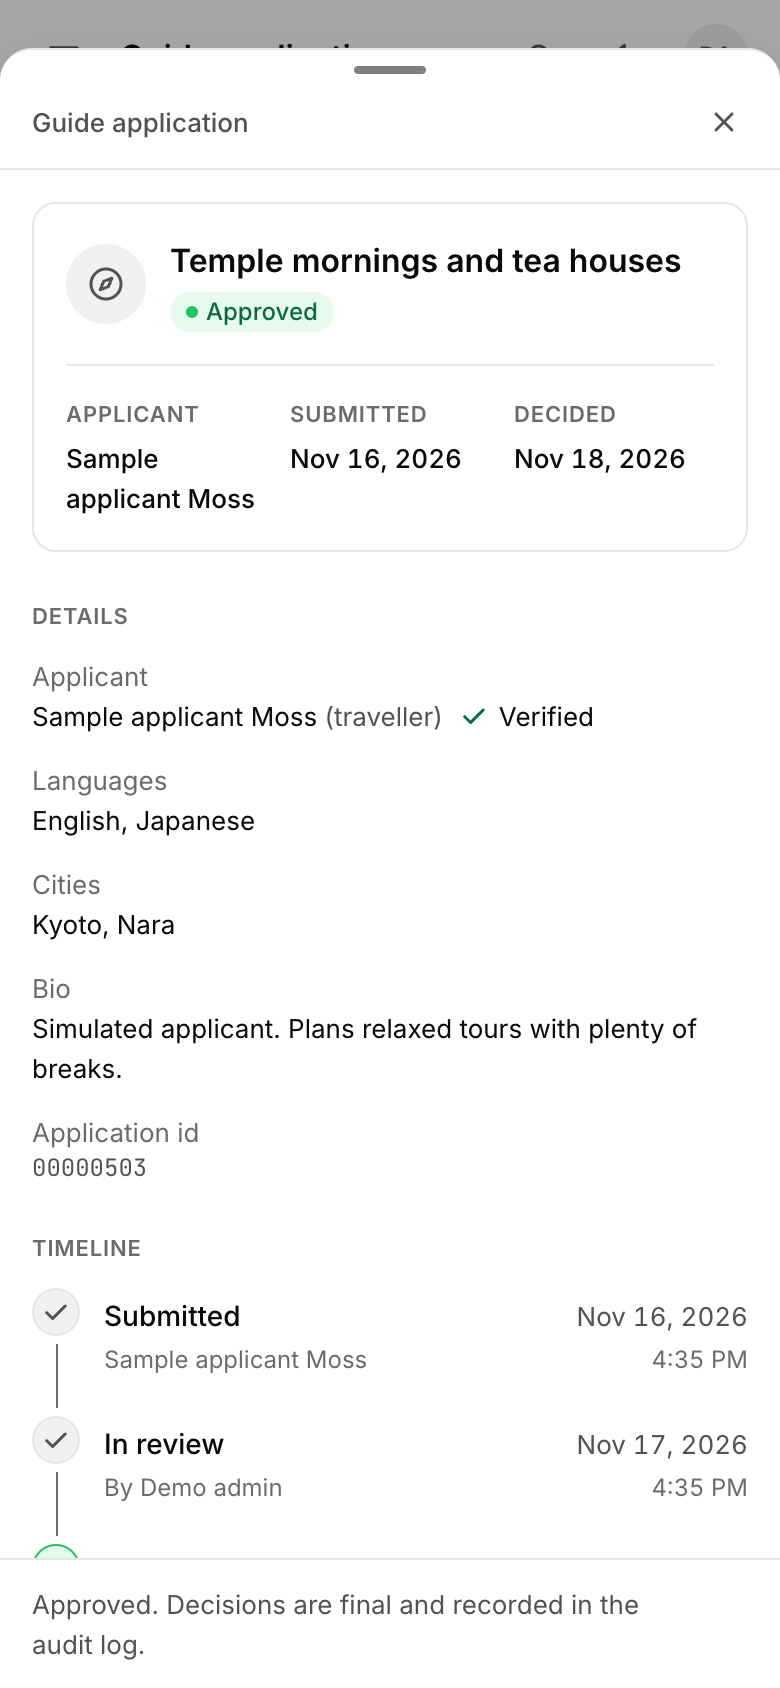 Guide application
Temple mornings and tea houses
Approved
APPLICANT
SUBMITTED
DECIDED
Sample
applicant Moss
Nov 16, 2026
Nov 18, 2026
DETAILS
Applicant
Sample applicant Moss (traveller) Verified
Languages
English, Japanese
Cities
Kyoto, Nara
Bio
Simulated applicant. Plans relaxed tours with plenty of
breaks.
Application id
00000503
TIMELINE
Submitted
Nov 16, 2026
Sample applicant Moss
4:35 PM
In review
Nov 17, 2026
By Demo admin
4:35 PM
Approved. Decisions are final and recorded in the
audit log.